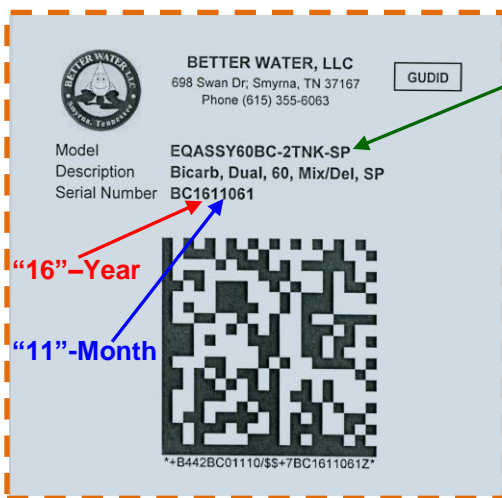 BETTER WATER LLC
Smyrna, Tennessee
BETTER WATER, LLC
698 Swan Dr; Smyrna, TN 37167
Phone (615) 355-6063
GUDID
Model EQASSY60BC-2TNK-SP
Description Bicarb, Dual, 60, Mix/Del, SP
Serial Number BC1611061
“16”–Year
“11”-Month
*+B442BC01110/$$+7BC1611061Z*